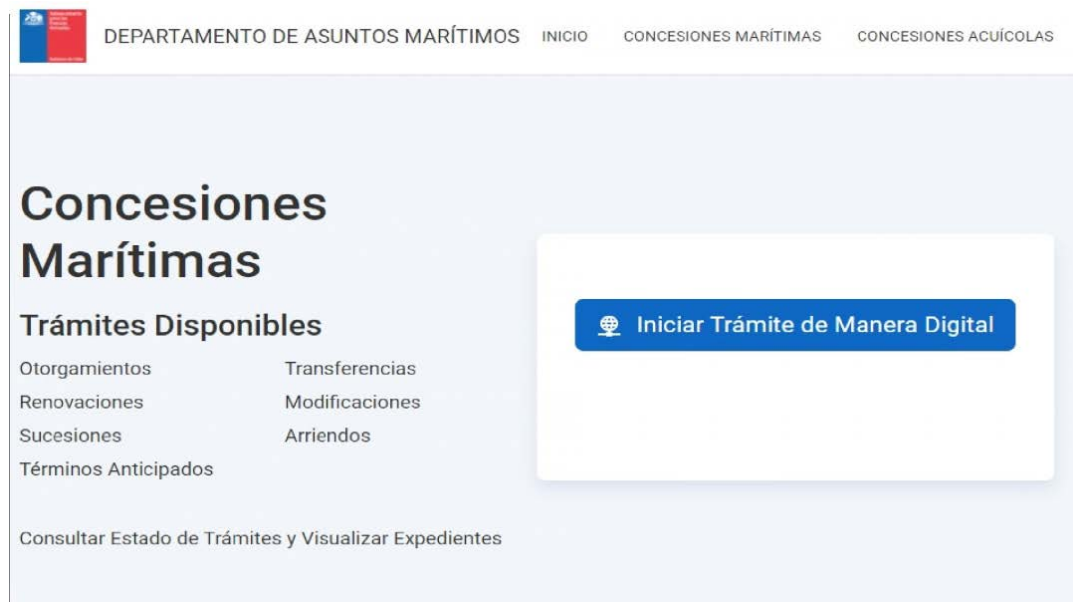 DEPARTAMENTO DE ASUNTOS MARÍTIMOS INICIO CONCESIONES MARÍTIMAS CONCESIONES ACUÍCOLAS
Concesiones
Marítimas
Trámites Disponibles
Otorgamientos Transferencias
Renovaciones Modificaciones
Sucesiones Arriendos
Términos Anticipados
Consultar Estado de Trámites y Visualizar Expedientes
Iniciar Trámite de Manera Digital